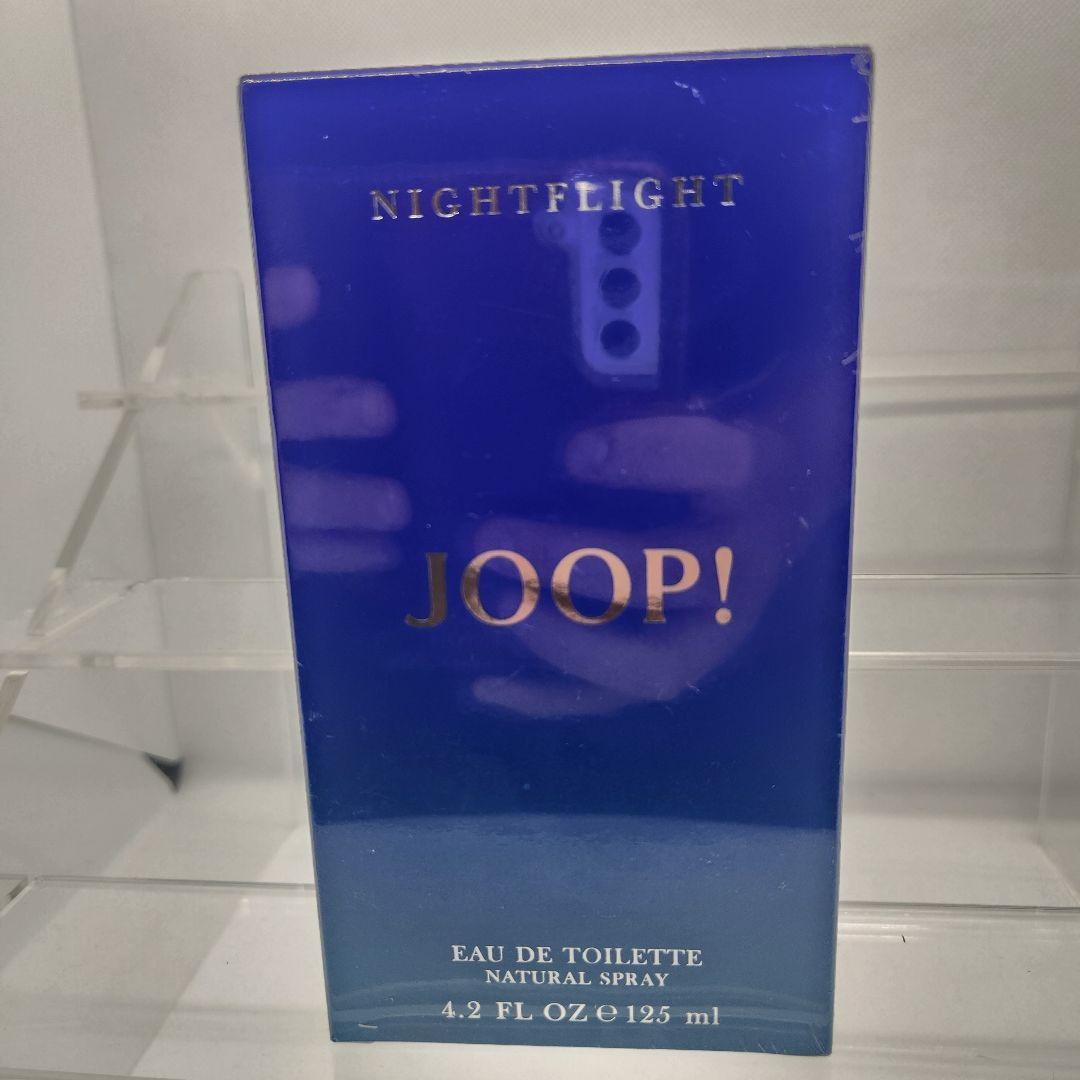 NIGHTFLIGHT
JOOP!
EAU DE TOILETTE
NATURAL SPRAY
4.2 FL OZ ℮ 125 ml